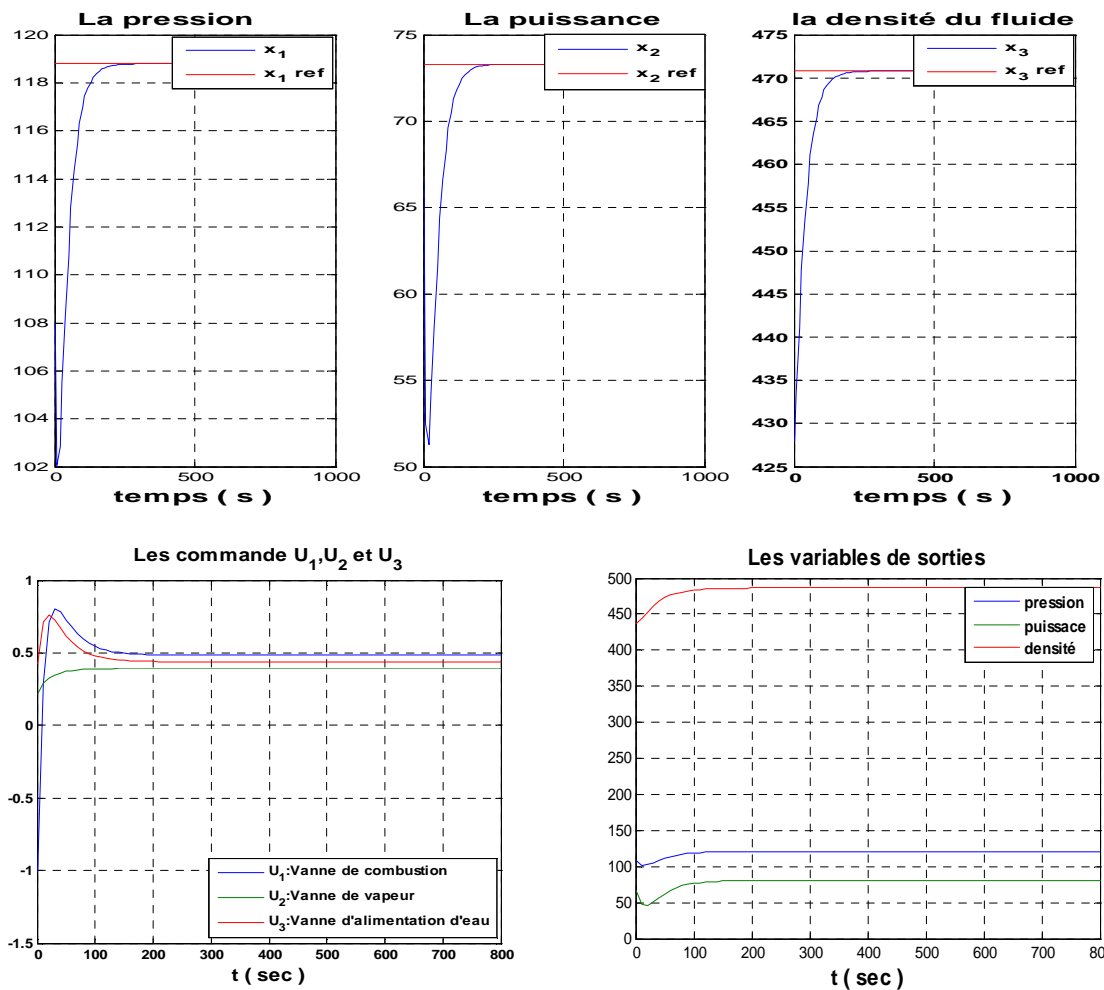 La pression
120
118
116
114
112
110
108
106
104
102
0
500
1000
temps ( s )
x1
x1 ref
La puissance
75
70
65
60
55
50
0
500
1000
temps ( s )
x2
x2 ref
la densité du fluide
475
470
465
460
455
450
445
440
435
430
425
0
500
1000
temps ( s )
x3
x3 ref
Les commande U1,U2 et U3
1
0.5
0
-0.5
-1
-1.5
0 100 200 300 400 500 600 700 800
t ( sec )
U1:Vanne de combustion
U2:Vanne de vapeur
U3:Vanne d'alimentation d'eau
Les variables de sorties
500
450
400
350
300
250
200
150
100
50
0
0 100 200 300 400 500 600 700 80
t ( sec )
pression
puissace
densité